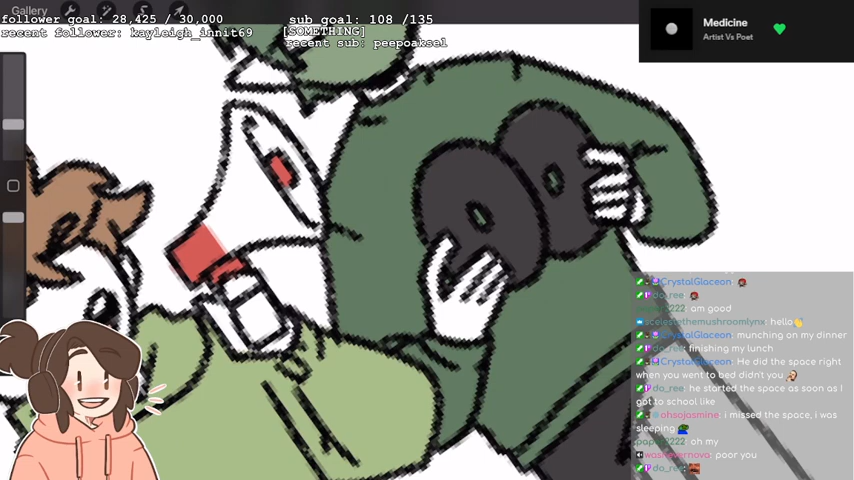 Gallery
follower goal: 28,425 / 30,000
sub goal: 108 /135
recent follower: kayleigh_innit69
[SOMETHING]
recent sub: peepoaksel
Medicine
Artist Vs Poet
CrystalGlaceon:
do_ree:
am good
scelestethemushroomlynx: hello
CrystalGlaceon: munching on my dinner
finishing my lunch
CrystalGlaceon: He did the space right
when you went to bed didn't you
do_ree: he started the space as soon as I
got to school like
ohsojasmine: i missed the space, i was
sleeping
oh my
washevernova: poor you
do_ree: